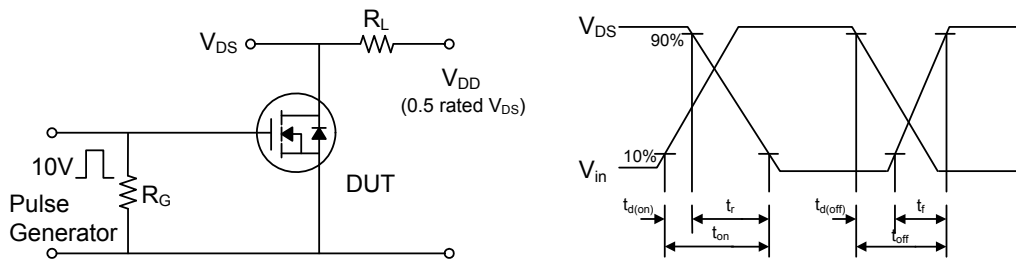 R_L
V_DS
V_DD
(0.5 rated V_DS)
10V
R_G
DUT
Pulse
Generator
V_DS
90%
V_in
10%
t_d(on)
t_r
t_on
t_d(off)
t_f
t_off